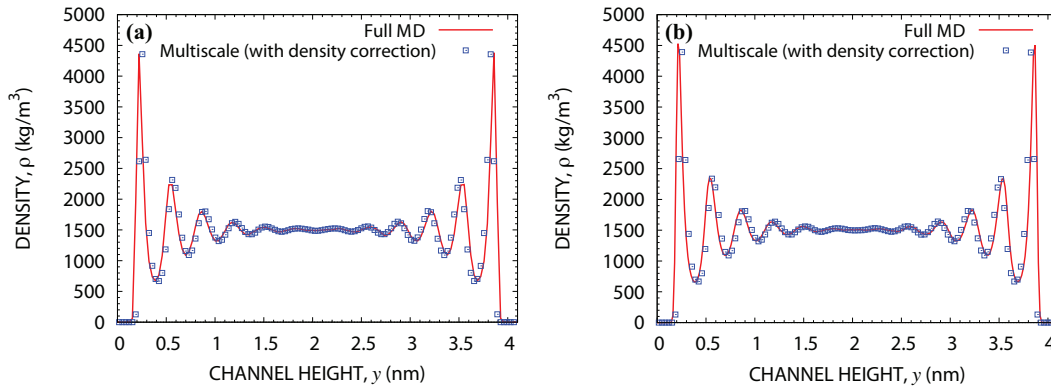 (a)
Full MD
Multiscale (with density correction)
5000
4500
4000
3500
3000
2500
2000
1500
1000
500
0
DENSITY, ρ (kg/m³)
0 0.5 1 1.5 2 2.5 3 3.5 4
CHANNEL HEIGHT, y (nm)
(b)
Full MD
Multiscale (with density correction)
5000
4500
4000
3500
3000
2500
2000
1500
1000
500
0
DENSITY, ρ (kg/m³)
0 0.5 1 1.5 2 2.5 3 3.5 4
CHANNEL HEIGHT, y (nm)